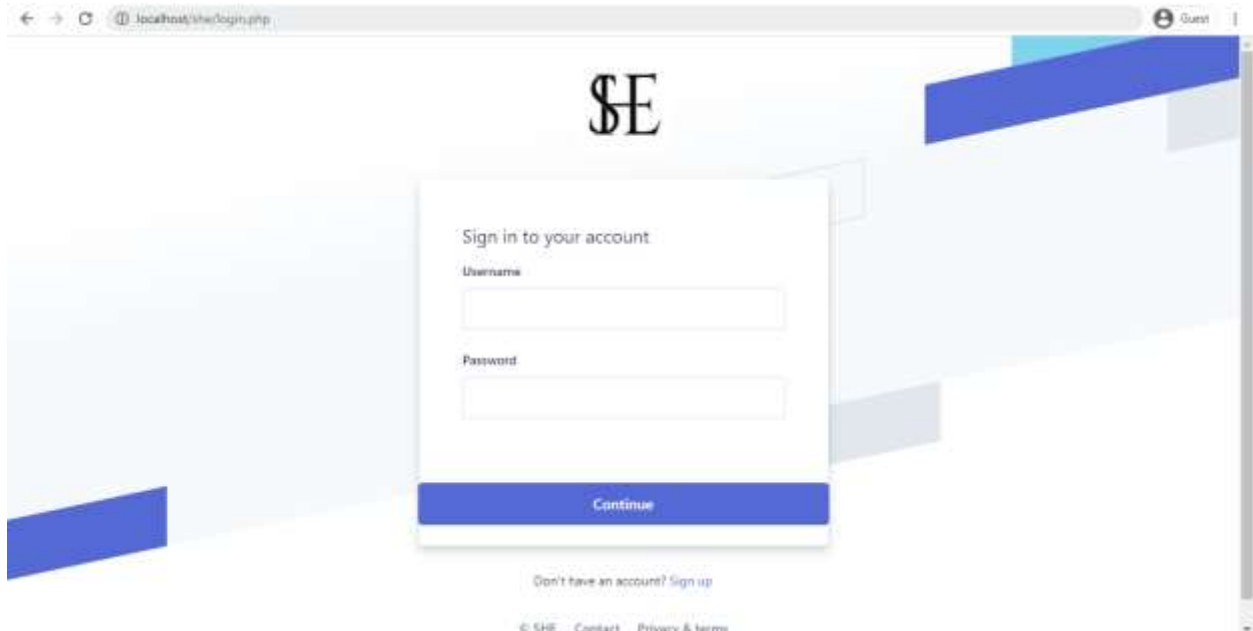 localhost/she/login.php
Guest
SHE
Sign in to your account
Username
Password
Continue
Don't have an account? Sign up
© SHE Contact Privacy & terms